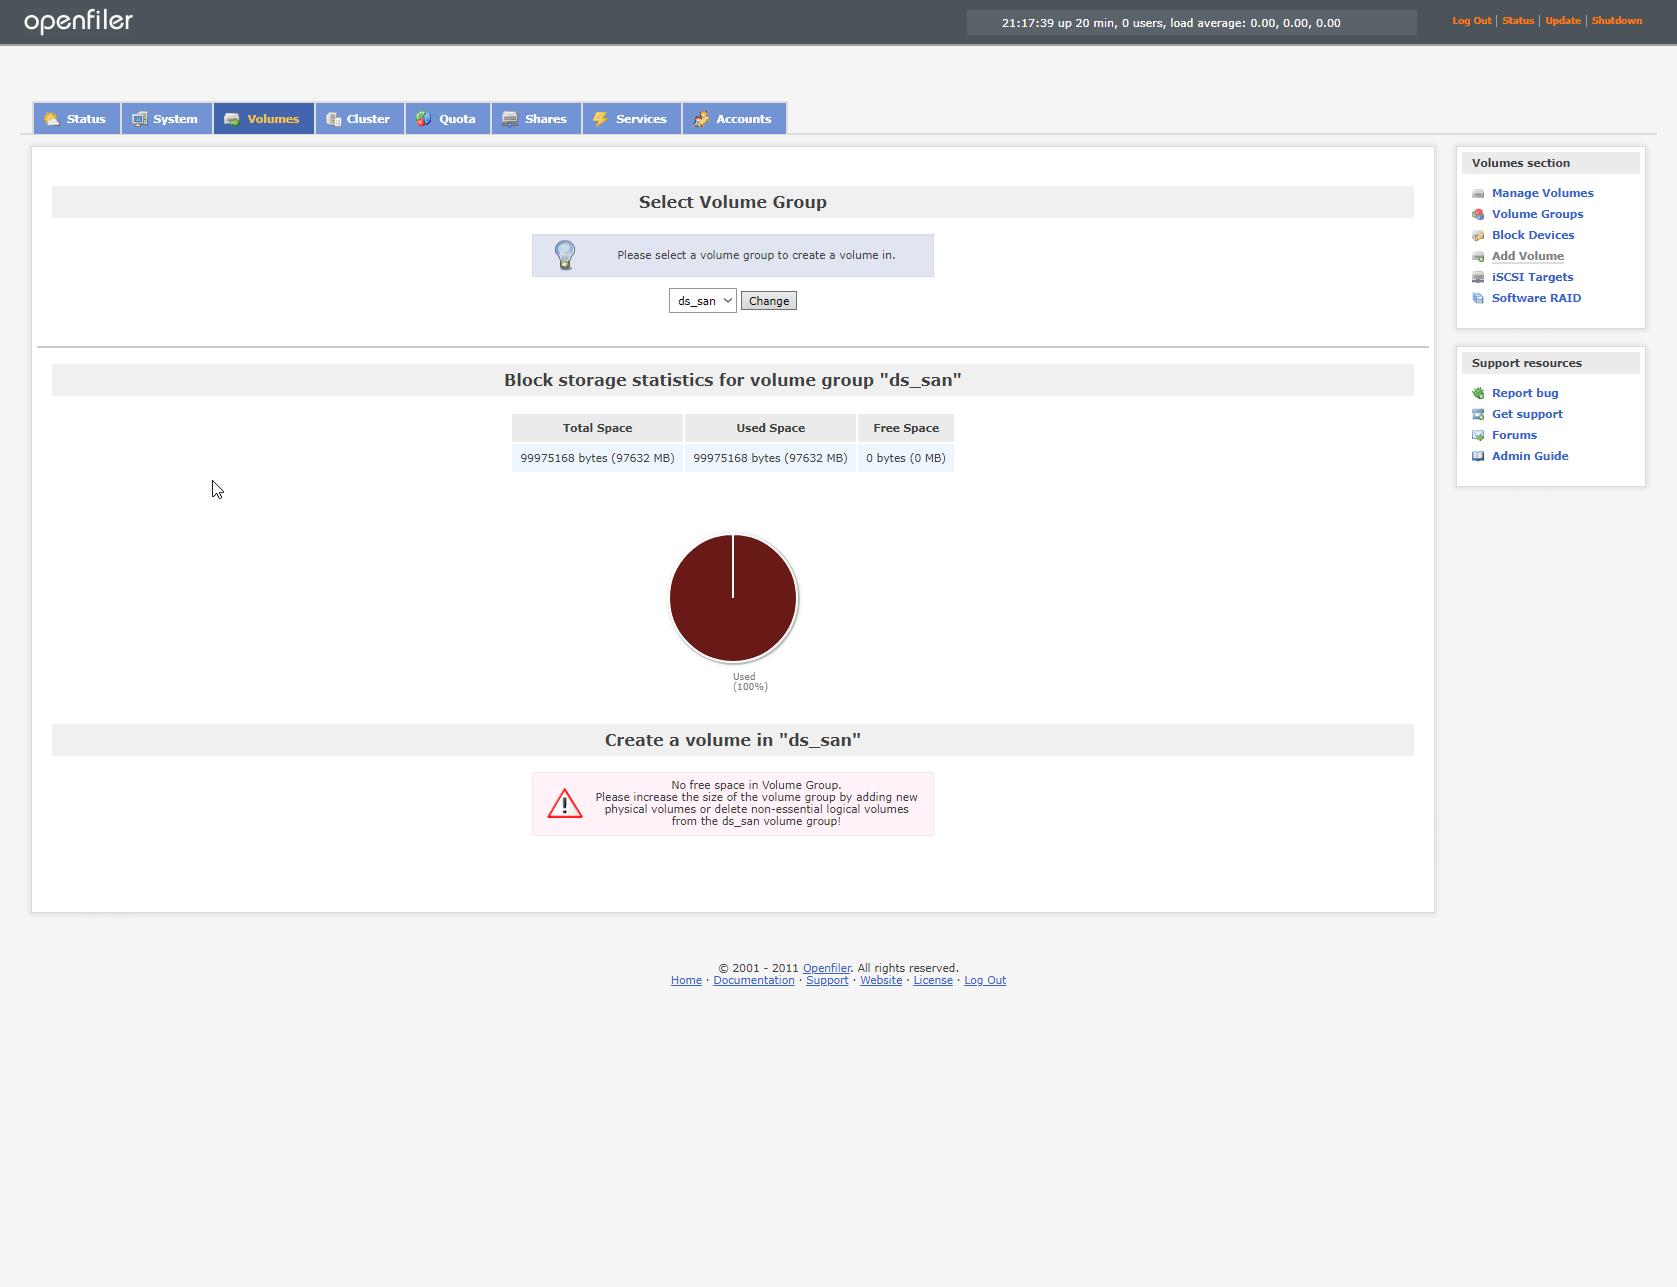 openfiler
21:17:39 up 20 min, 0 users, load average: 0.00, 0.00, 0.00
Log Out | Status | Update | Shutdown
Status
System
Volumes
Cluster
Quota
Shares
Services
Accounts
Select Volume Group
Please select a volume group to create a volume in.
ds_san
Change
Block storage statistics for volume group "ds_san"
Total Space Used Space Free Space
99975168 bytes (97632 MB) 99975168 bytes (97632 MB) 0 bytes (0 MB)
Used
(100%)
Create a volume in "ds_san"
No free space in Volume Group.
Please increase the size of the volume group by adding new
physical volumes or delete non-essential logical volumes
from the ds_san volume group!
Volumes section
Manage Volumes
Volume Groups
Block Devices
Add Volume
iSCSI Targets
Software RAID
Support resources
Report bug
Get support
Forums
Admin Guide
© 2001 - 2011 Openfiler. All rights reserved.
Home · Documentation · Support · Website · License · Log Out